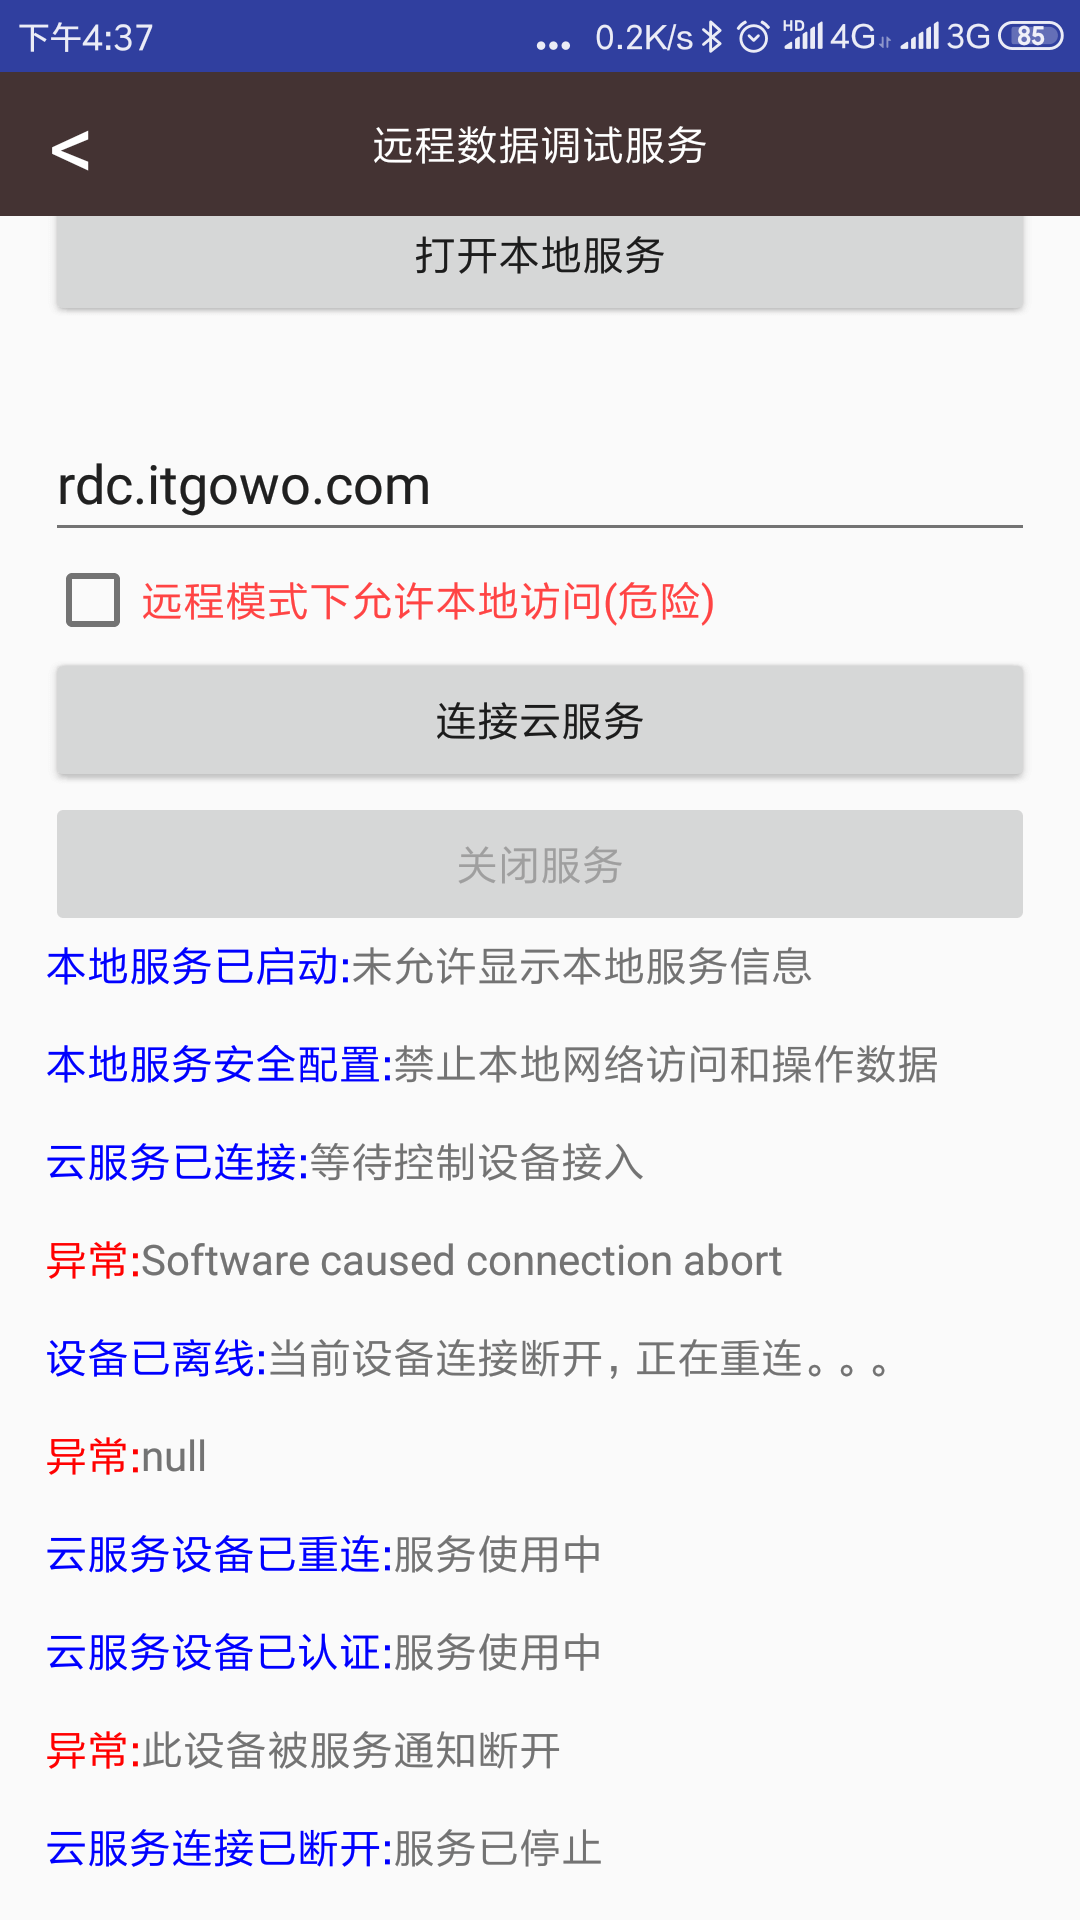 下午4:37
... 0.2K/s HD 4G 3G 85
< 远程数据调试服务
打开本地服务
rdc.itgowo.com
远程模式下允许本地访问(危险)
连接云服务
关闭服务
本地服务已启动:未允许显示本地服务信息
本地服务安全配置:禁止本地网络访问和操作数据
云服务已连接:等待控制设备接入
异常:Software caused connection abort
设备已离线:当前设备连接断开，正在重连。。。
异常:null
云服务设备已重连:服务使用中
云服务设备已认证:服务使用中
异常:此设备被服务通知断开
云服务连接已断开:服务已停止